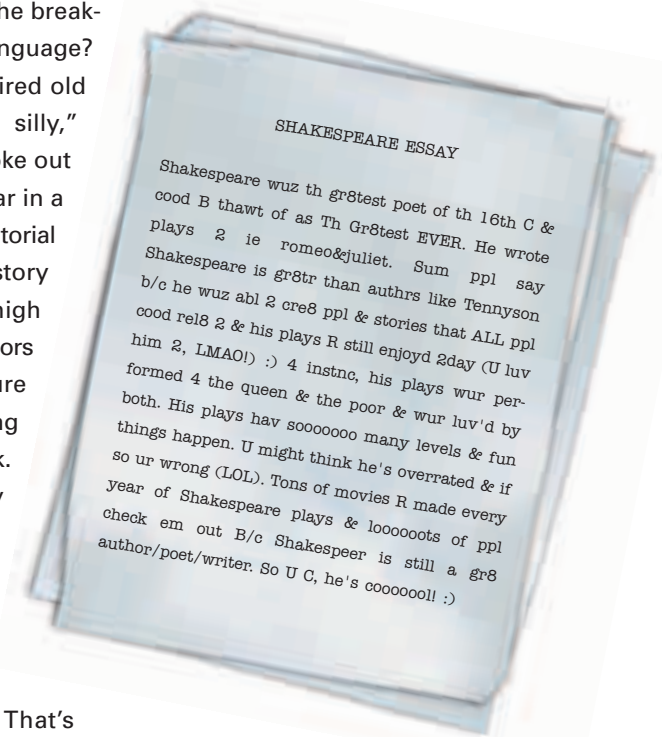 he break-
nguage?
ired old
silly,"
ke out
ar in a
torial
story
high
ors
ure
ng
k.
y
That's
SHAKESPEARE ESSAY
Shakespeare wuz th gr8test poet of th 16th C &
cood B thawt of as Th Gr8test EVER. He wrote
plays 2 ie romeo&juliet. Sum ppl say
Shakespeare is gr8tr than authrs like Tennyson
b/c he wuz abl 2 cre8 ppl & stories that ALL ppl
cood rel8 2 & his plays R still enjoyd 2day (U luv
him 2, LMAO!) :) 4 instnc, his plays wur per-
formed 4 the queen & the poor & wur luv'd by
both. His plays hav sooooooo many levels & fun
things happen. U might think he's overrated & if
so ur wrong (LOL). Tons of movies R made every
year of Shakespeare plays & looooooots of ppl
check em out B/c Shakespeer is still a gr8
author/poet/writer. So U C, he's cooooool! :)